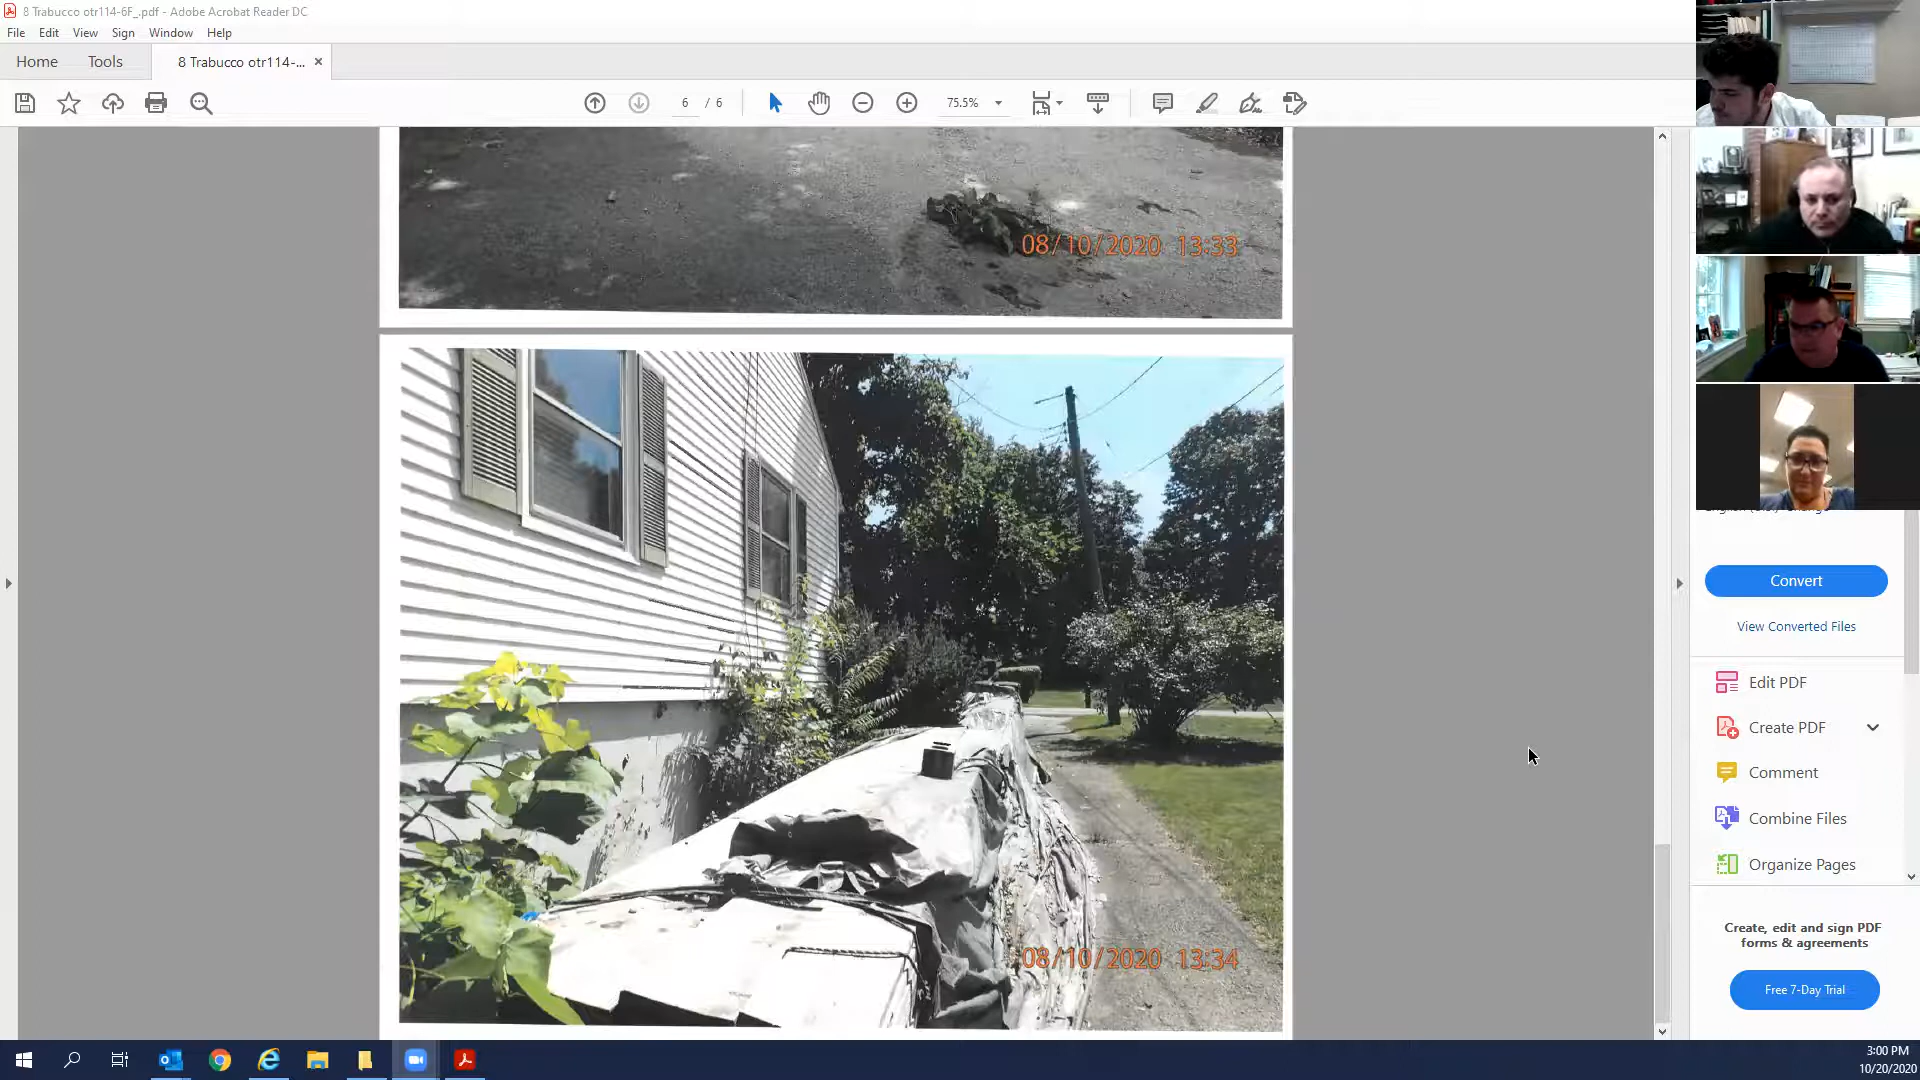 8 Trabucco otr114-6F_.pdf - Adobe Acrobat Reader DC
File Edit View Sign Window Help
Home Tools 8 Trabucco otr114-...
6 / 6 75.5%
08/10/2020 13:33
08/10/2020 13:34
Convert
View Converted Files
Edit PDF
Create PDF
Comment
Combine Files
Organize Pages
Create, edit and sign PDF
forms & agreements
Free 7-Day Trial
3:00 PM
10/20/2020